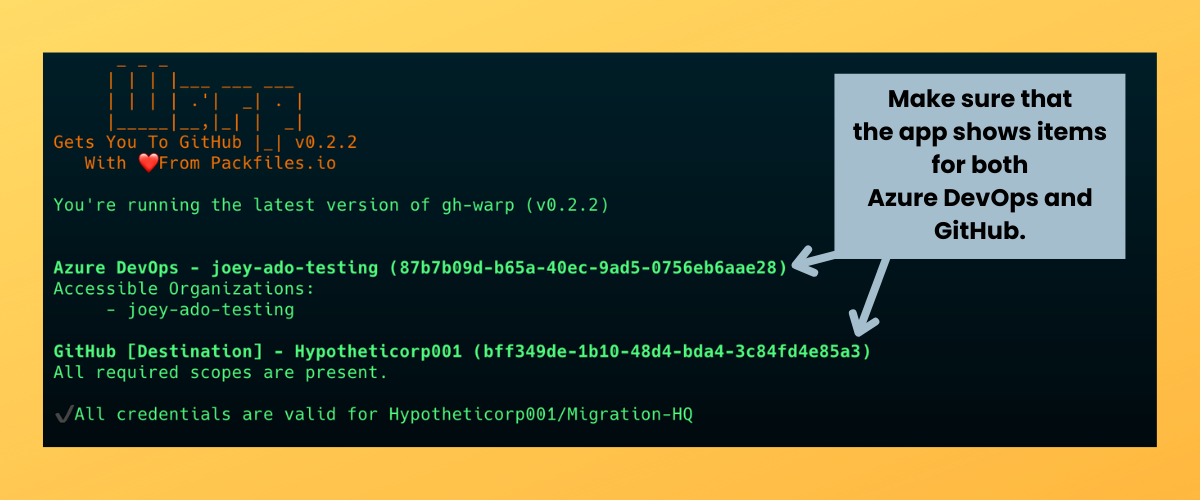 Warp
Gets You To GitHub |_| v0.2.2
With ❤️From Packfiles.io
You're running the latest version of gh-warp (v0.2.2)
Azure DevOps - joey-ado-testing (87b7b09d-b65a-40ec-9ad5-0756eb6aae28)
Accessible Organizations:
- joey-ado-testing
GitHub [Destination] - Hypotheticorp001 (bff349de-1b10-48d4-bda4-3c84fd4e85a3)
All required scopes are present.
✔️All credentials are valid for Hypotheticorp001/Migration-HQ
Make sure that
the app shows items
for both
Azure DevOps and
GitHub.